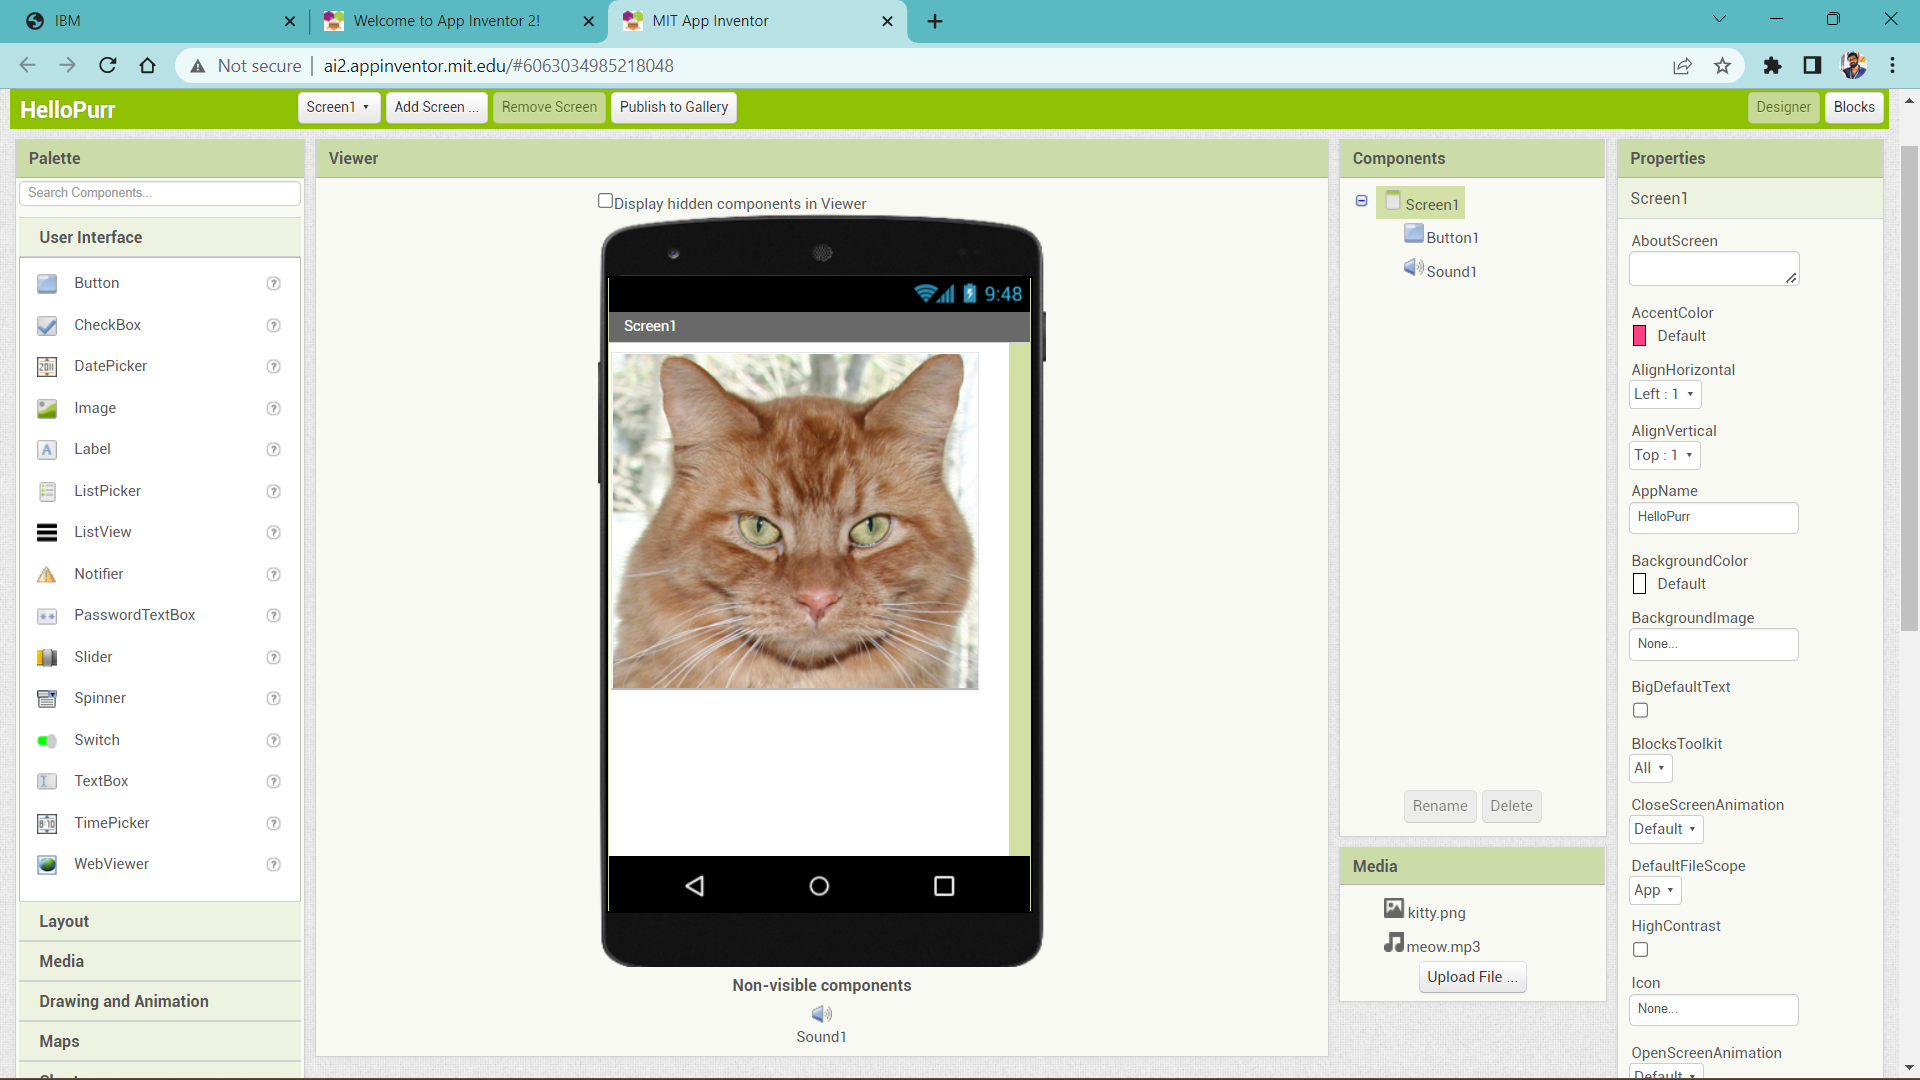 IBM
Welcome to App Inventor 2!
MIT App Inventor
Not secure
ai2.appinventor.mit.edu/#6063034985218048
HelloPurr
Screen1
Add Screen ...
Remove Screen
Publish to Gallery
Designer
Blocks
Palette
Search Components...
User Interface
Button
CheckBox
DatePicker
Image
Label
ListPicker
ListView
Notifier
PasswordTextBox
Slider
Spinner
Switch
TextBox
TimePicker
WebViewer
Layout
Media
Drawing and Animation
Maps
Viewer
Display hidden components in Viewer
9:48
Screen1
Non-visible components
Sound1
Components
Screen1
Button1
Sound1
Rename
Delete
Media
kitty.png
meow.mp3
Upload File ...
Properties
Screen1
AboutScreen
AccentColor
Default
AlignHorizontal
Left : 1
AlignVertical
Top : 1
AppName
HelloPurr
BackgroundColor
Default
BackgroundImage
None...
BigDefaultText
BlocksToolkit
All
CloseScreenAnimation
Default
DefaultFileScope
App
HighContrast
Icon
None...
OpenScreenAnimation
Default